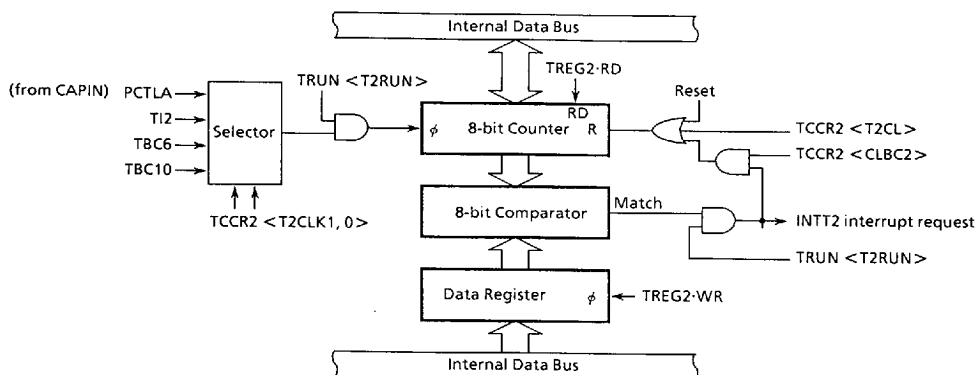 Internal Data Bus
TREG2·RD
TRUN <T2RUN>
(from CAPIN) PCTLA
TI2
TBC6
TBC10
Selector
TCCR2 <T2CLK1, 0>
φ 8-bit Counter RD R
Reset
TCCR2 <T2CL>
TCCR2 <CLBC2>
8-bit Comparator
Match
INTT2 interrupt request
TRUN <T2RUN>
Data Register φ
TREG2·WR
Internal Data Bus